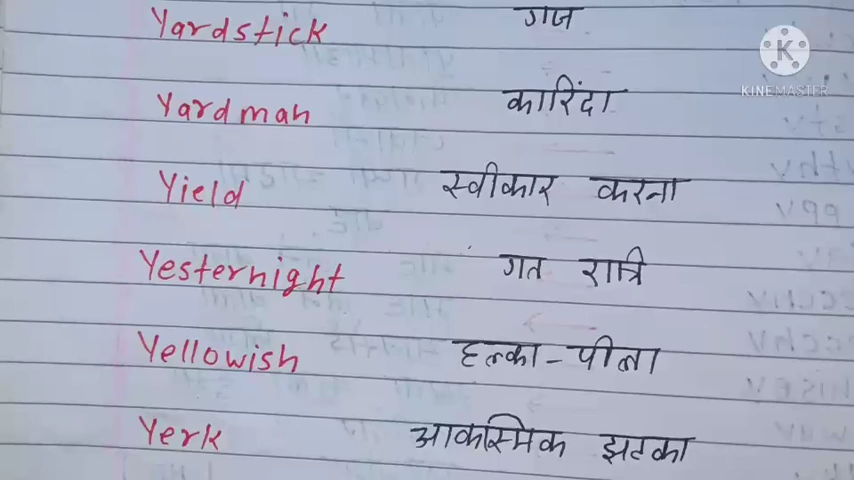 Yardstick गज
Yardman कारिंदा
Yield स्वीकार करना
Yesternight गत रात्रि
Yellowish हल्का-पीला
Yerk आकस्मिक झटका
K
KINEMASTER